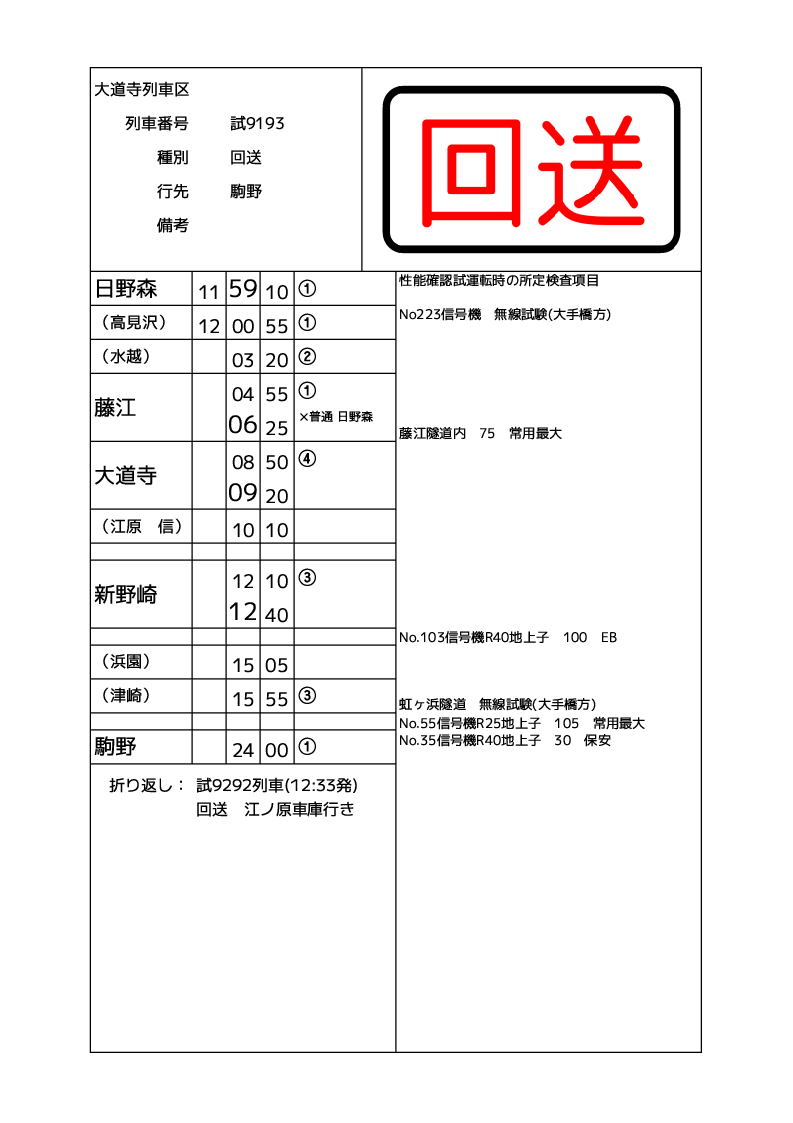 大道寺列車区
列車番号 試9193
種別 回送
行先 駒野
備考
回送
日野森 11 59 10 ①
（高見沢） 12 00 55 ①
（水越） 03 20 ②
藤江 04 55 ①
06 25 ×普通 日野森
大道寺 08 50 ④
09 20
（江原　信） 10 10
新野崎 12 10 ③
12 40
（浜園） 15 05
（津崎） 15 55 ③
駒野 24 00 ①
折り返し： 試9292列車(12:33発)
回送　江ノ原車庫行き
性能確認試運転時の所定検査項目
No223信号機　無線試験(大手橋方)
藤江隧道内　75　常用最大
No.103信号機R40地上子　100　EB
虹ヶ浜隧道　無線試験(大手橋方)
No.55信号機R25地上子　105　常用最大
No.35信号機R40地上子　30　保安